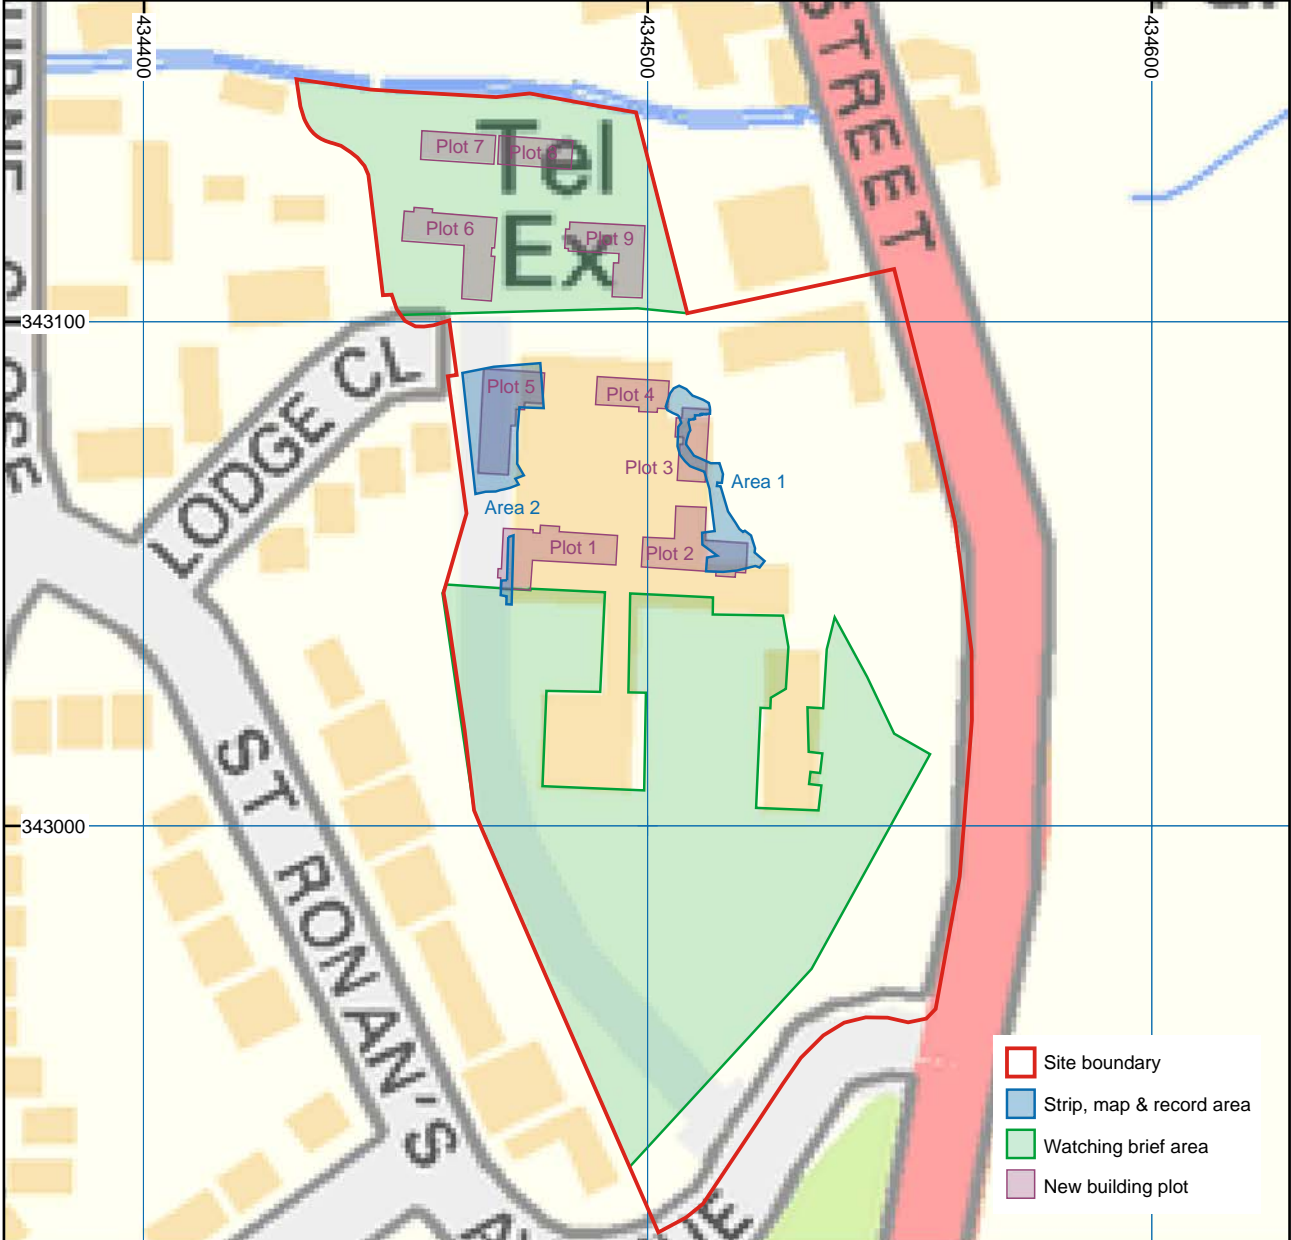 434400
434500
434600
STREET
Tel
Ex
Plot 7
Plot 8
Plot 6
Plot 9
343100
LODGE CL
Plot 5
Plot 4
Plot 3
Area 1
Area 2
Plot 1
Plot 2
343000
ST RONAN'S
Site boundary
Strip, map & record area
Watching brief area
New building plot